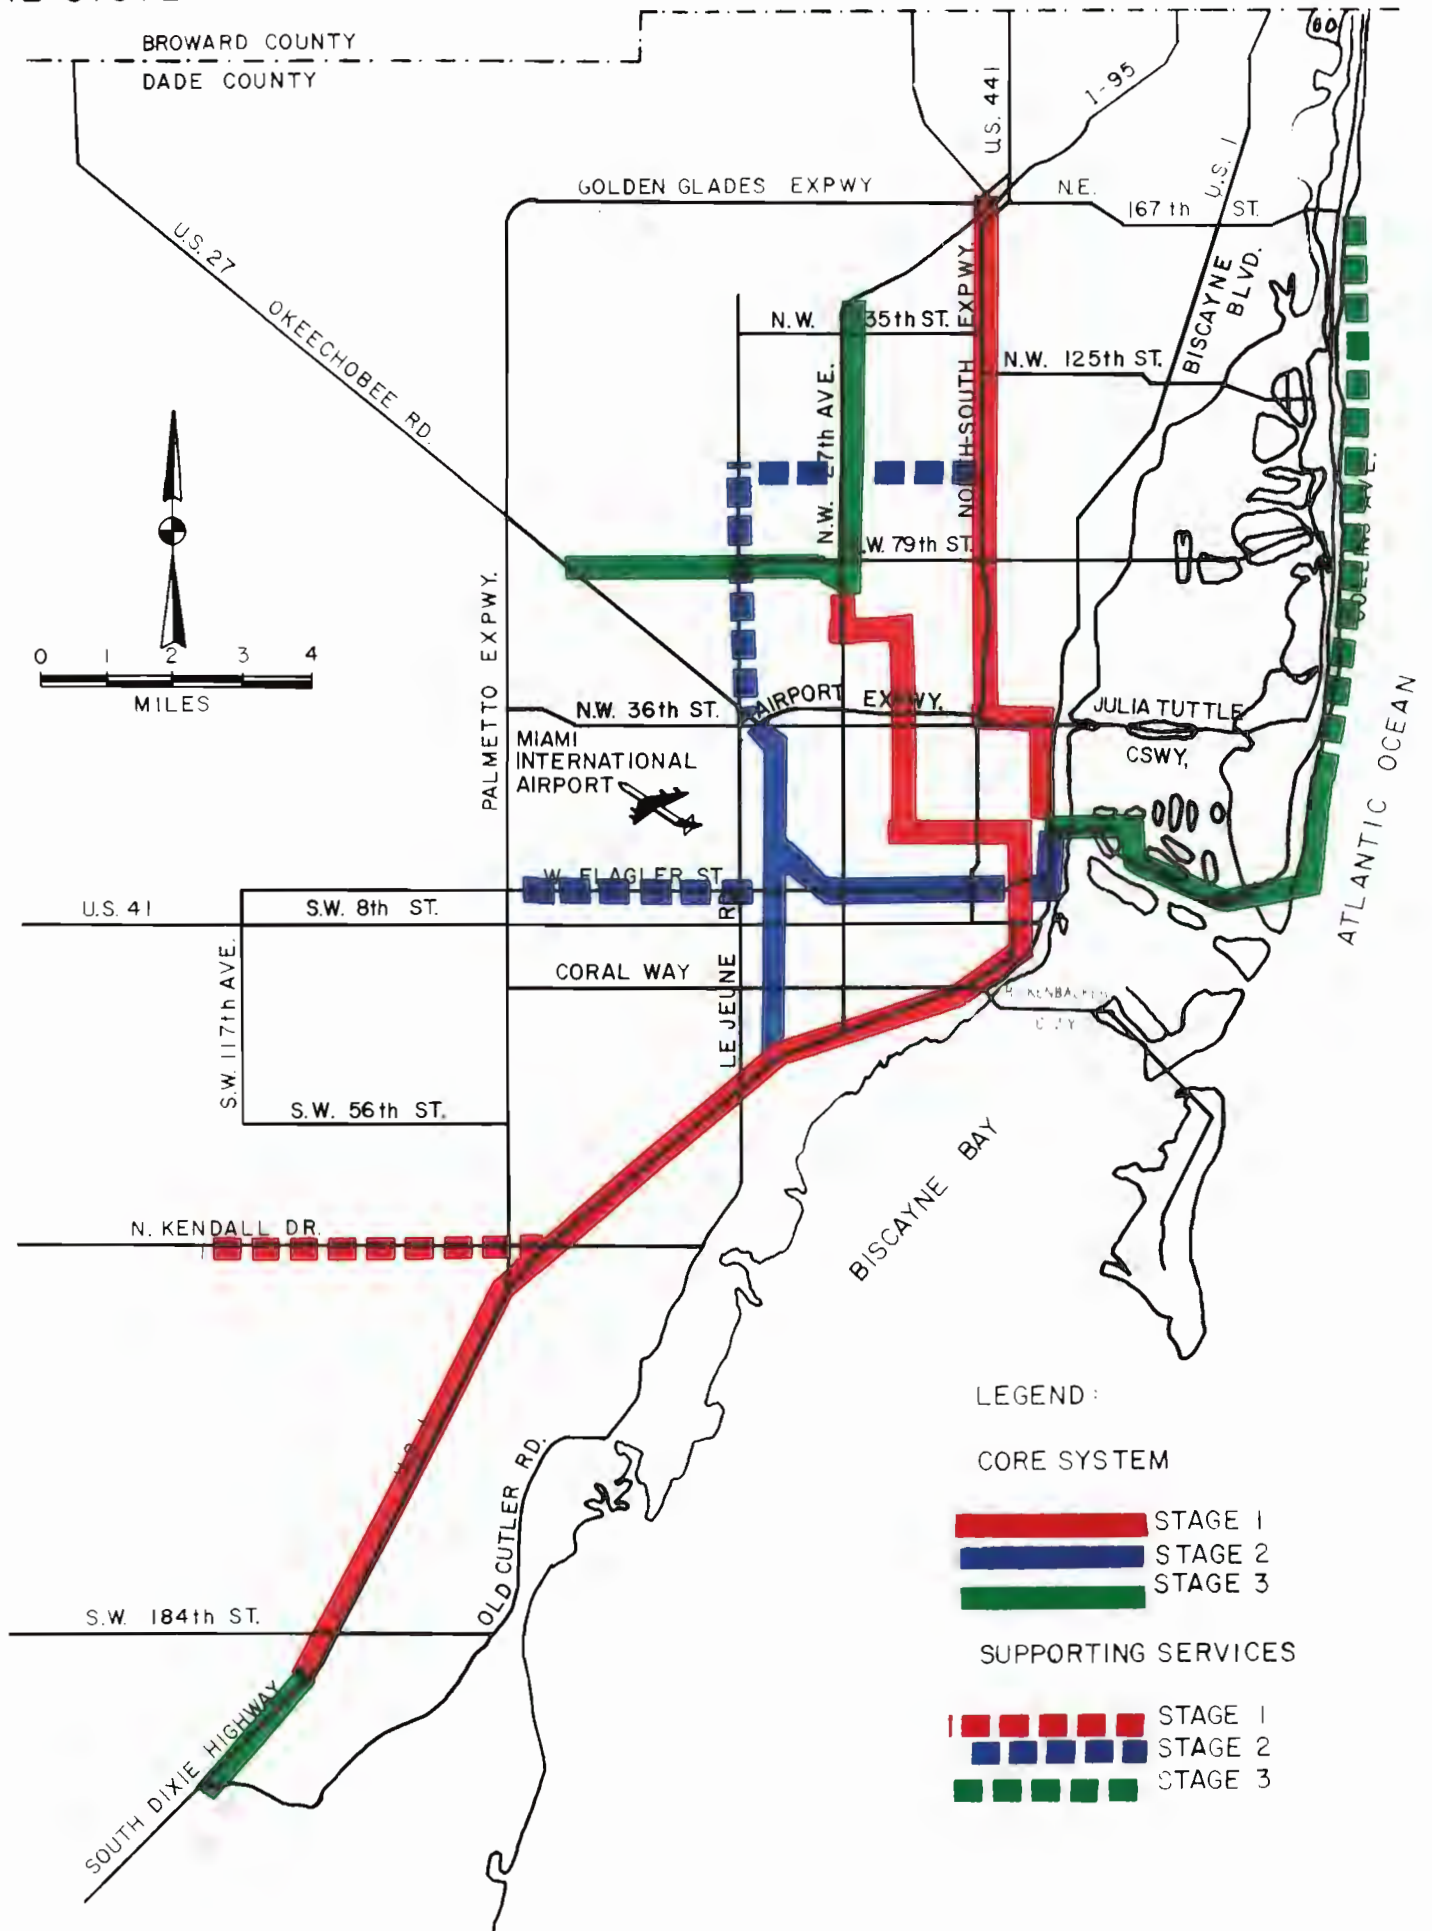 BROWARD COUNTY
DADE COUNTY
U.S. 441
I-95
U.S. 1
GOLDEN GLADES EXPWY
N.E.
167 th ST.
U.S. 27
OKEECHOBEE RD.
BISCAYNE
BLVD.
N.W. 35th ST.
N.W. 125th ST.
NORTH-SOUTH EXPWY.
N.W. 27th AVE.
.W. 79th ST.
COLLINS AVE.
PALMETTO EXPWY.
0 1 2 3 4
MILES
N.W. 36th ST.
AIRPORT EXPWY.
JULIA TUTTLE
CSWY,
MIAMI
INTERNATIONAL
AIRPORT
ATLANTIC OCEAN
W. FLAGLER ST.
U.S. 41
S.W. 8th ST.
LE JEUNE RD
CORAL WAY
S.W. 117th AVE.
S.W. 56th ST.
N. KENDALL DR.
BISCAYNE BAY
OLD CUTLER RD.
S.W. 184th ST.
SOUTH DIXIE HIGHWAY
LEGEND:
CORE SYSTEM
STAGE 1
STAGE 2
STAGE 3
SUPPORTING SERVICES
STAGE 1
STAGE 2
STAGE 3